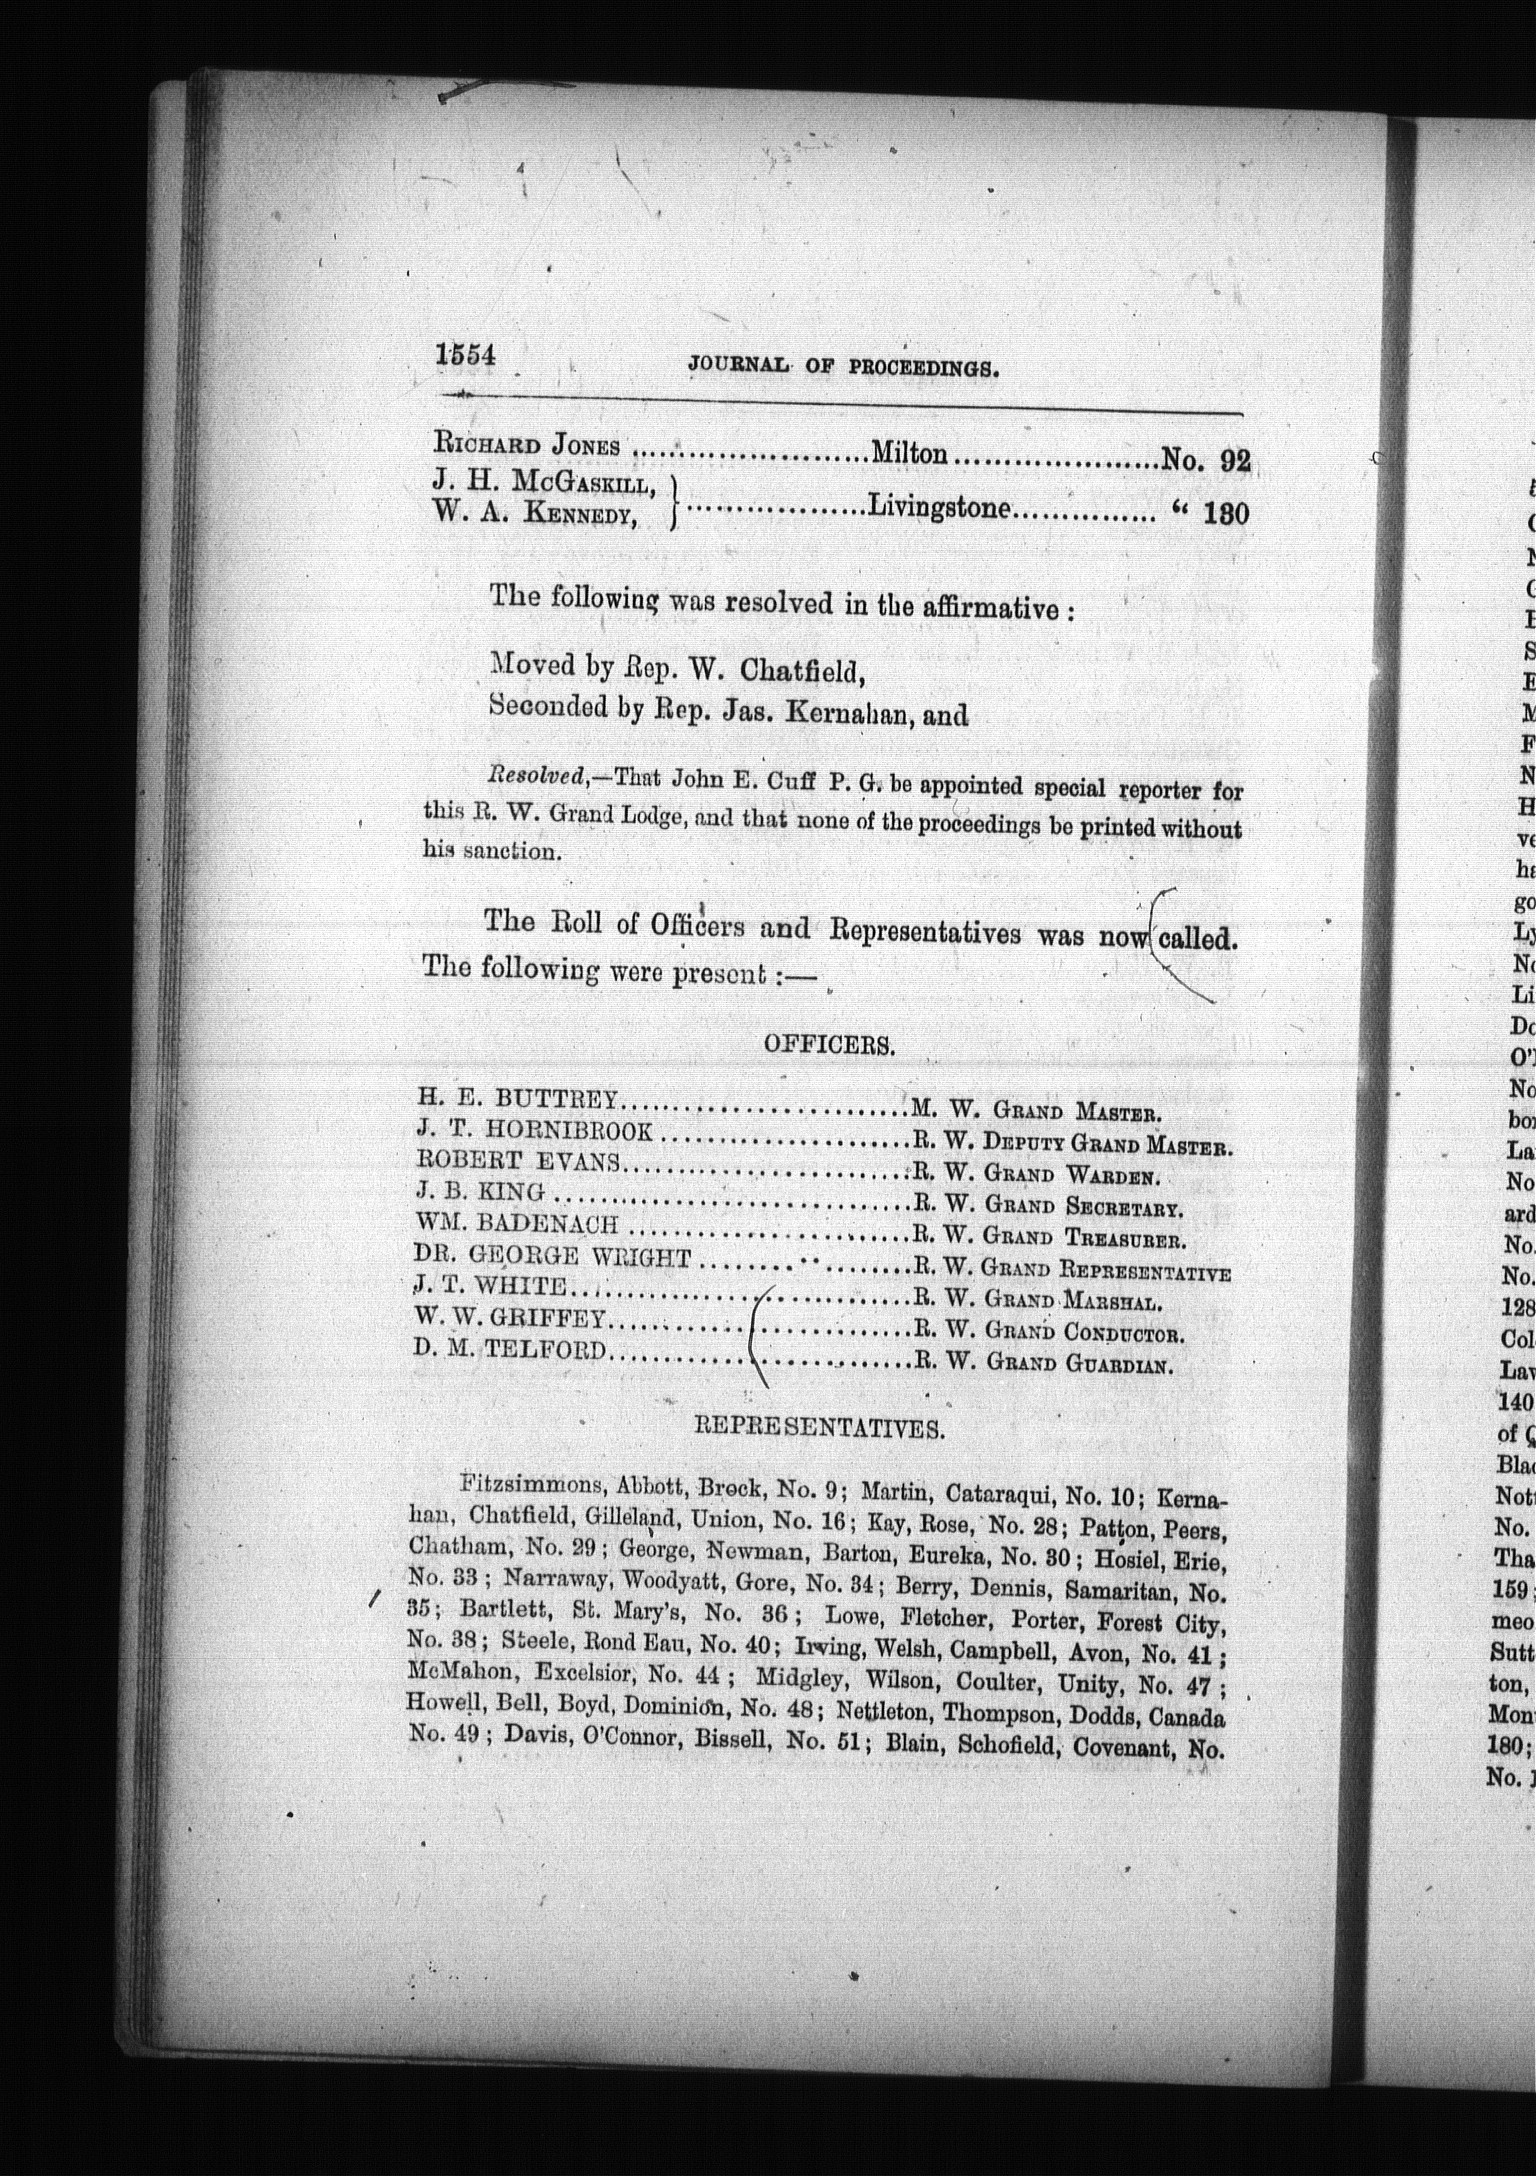 1554
JOURNAL OF PROCEEDINGS.
RICHARD JONES ........................Milton.....................No. 92
J. H. MCGASKILL,
W. A. KENNEDY, } ..................Livingstone............... “ 130
The following was resolved in the affirmative :
Moved by Rep. W. Chatfield,
Seconded by Rep. Jas. Kernahan, and
Resolved,—That John E. Cuff P. G. be appointed special reporter for
this R. W. Grand Lodge, and that none of the proceedings be printed without
his sanction.
The Roll of Officers and Representatives was now called.
The following were present :—
OFFICERS.
H. E. BUTTREY............................M. W. GRAND MASTER.
J. T. HORNIBROOK.........................R. W. DEPUTY GRAND MASTER.
ROBERT EVANS.............................R. W. GRAND WARDEN.
J. B. KING ..................................R. W. GRAND SECRETARY.
WM. BADENACH ............................R. W. GRAND TREASURER.
DR. GEORGE WRIGHT.....................R. W. GRAND REPRESENTATIVE
J. T. WHITE..................................R. W. GRAND MARSHAL.
W. W. GRIFFEY..............................R. W. GRAND CONDUCTOR.
D. M. TELFORD..............................R. W. GRAND GUARDIAN.
REPRESENTATIVES.
Fitzsimmons, Abbott, Brock, No. 9; Martin, Cataraqui, No. 10; Kerna-
han, Chatfield, Gilleland, Union, No. 16; Kay, Rose, No. 28; Patton, Peers,
Chatham, No. 29; George, Newman, Barton, Eureka, No. 30; Hosiel, Erie,
No. 33; Narraway, Woodyatt, Gore, No. 34; Berry, Dennis, Samaritan, No.
35; Bartlett, St. Mary's, No. 36; Lowe, Fletcher, Porter, Forest City,
No. 38; Steele, Rond Eau, No. 40; Irving, Welsh, Campbell, Avon, No. 41;
McMahon, Excelsior, No. 44; Midgley, Wilson, Coulter, Unity, No. 47;
Howell, Bell, Boyd, Dominion, No. 48; Nettleton, Thompson, Dodds, Canada
No. 49; Davis, O'Connor, Bissell, No. 51; Blain, Schofield, Covenant, No.